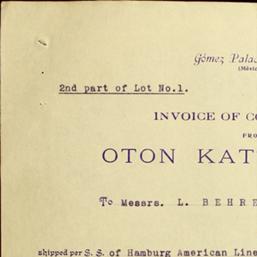 Gómez Palac
(Méxic
2nd part of Lot No.1.
INVOICE OF CO
FRO
OTON KAT
To Messrs. L. BEHRE
shipped per S. S. of Hamburg American Line